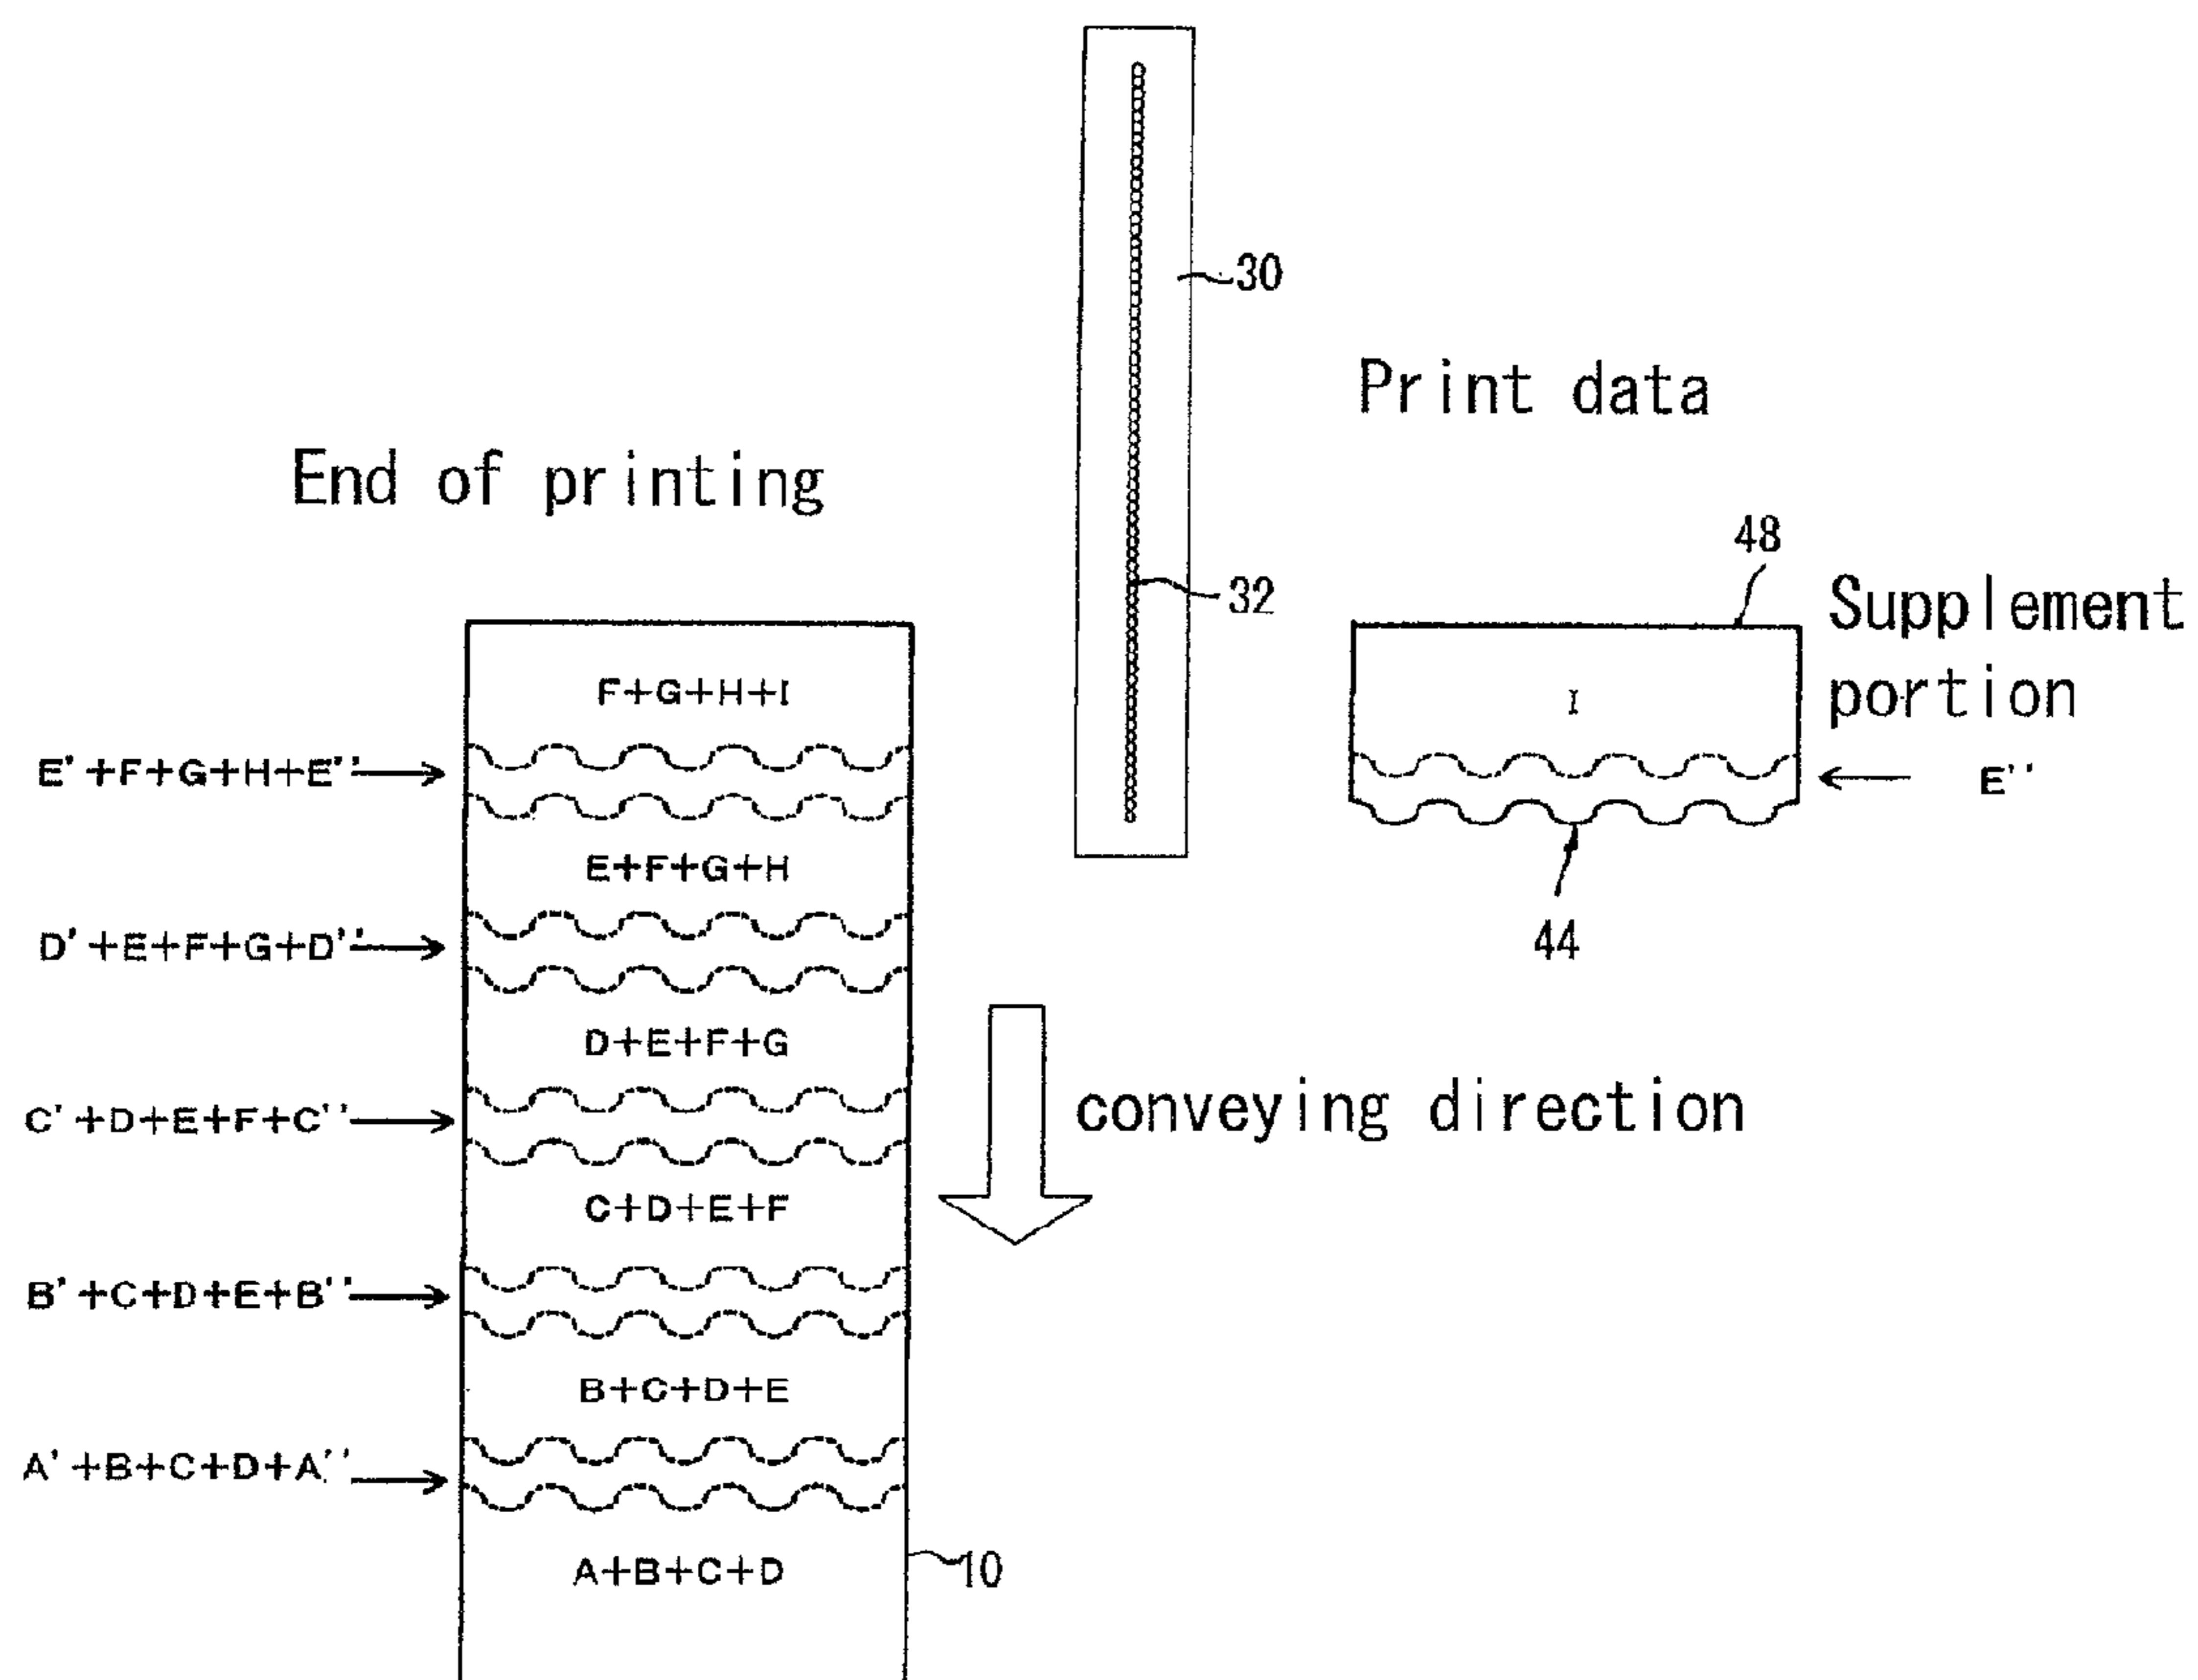 30
Print data
End of printing
48
32
Supplement
portion
F+G+H+I
I
E'+F+G+H+E''
E''
E+F+G+H
44
D'+E+F+G+D''
D+E+F+G
conveying direction
C'+D+E+F+C''
C+D+E+F
B'+C+D+E+B''
B+C+D+E
A'+B+C+D+A''
A+B+C+D
10